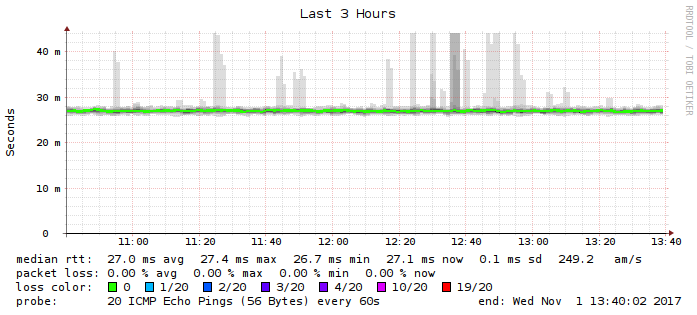 Last 3 Hours
RRDTOOL / TOBI OETIKER
Seconds
40 m
30 m
20 m
10 m
0
11:00 11:20 11:40 12:00 12:20 12:40 13:00 13:20 13:40
median rtt: 27.0 ms avg 27.4 ms max 26.7 ms min 27.1 ms now 0.1 ms sd 249.2 am/s
packet loss: 0.00 % avg 0.00 % max 0.00 % min 0.00 % now
loss color: 0 1/20 2/20 3/20 4/20 10/20 19/20
probe: 20 ICMP Echo Pings (56 Bytes) every 60s end: Wed Nov 1 13:40:02 2017